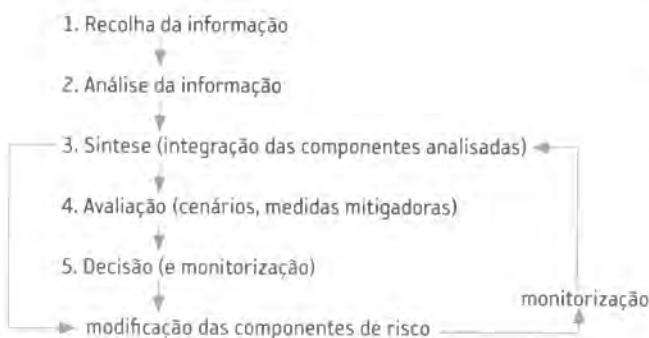 1. Recolha da informação
2. Análise da informação
3. Síntese (integração das componentes analisadas)
4. Avaliação (cenários, medidas mitigadoras)
5. Decisão (e monitorização)
monitorização
modificação das componentes de risco